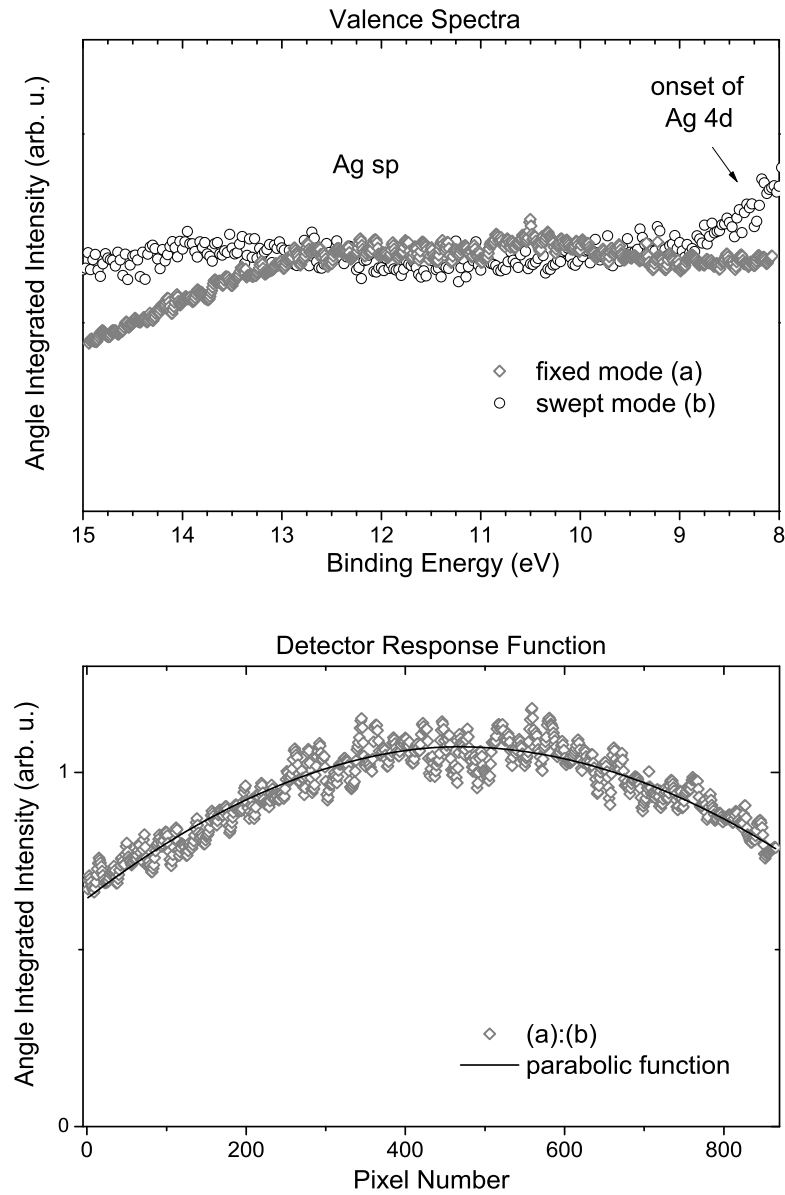 Valence Spectra
onset of
Ag 4d
Ag sp
Angle Integrated Intensity (arb. u.)
fixed mode (a)
swept mode (b)
15 14 13 12 11 10 9 8
Binding Energy (eV)
Detector Response Function
Angle Integrated Intensity (arb. u.)
1
(a):(b)
parabolic function
0
0 200 400 600 800
Pixel Number